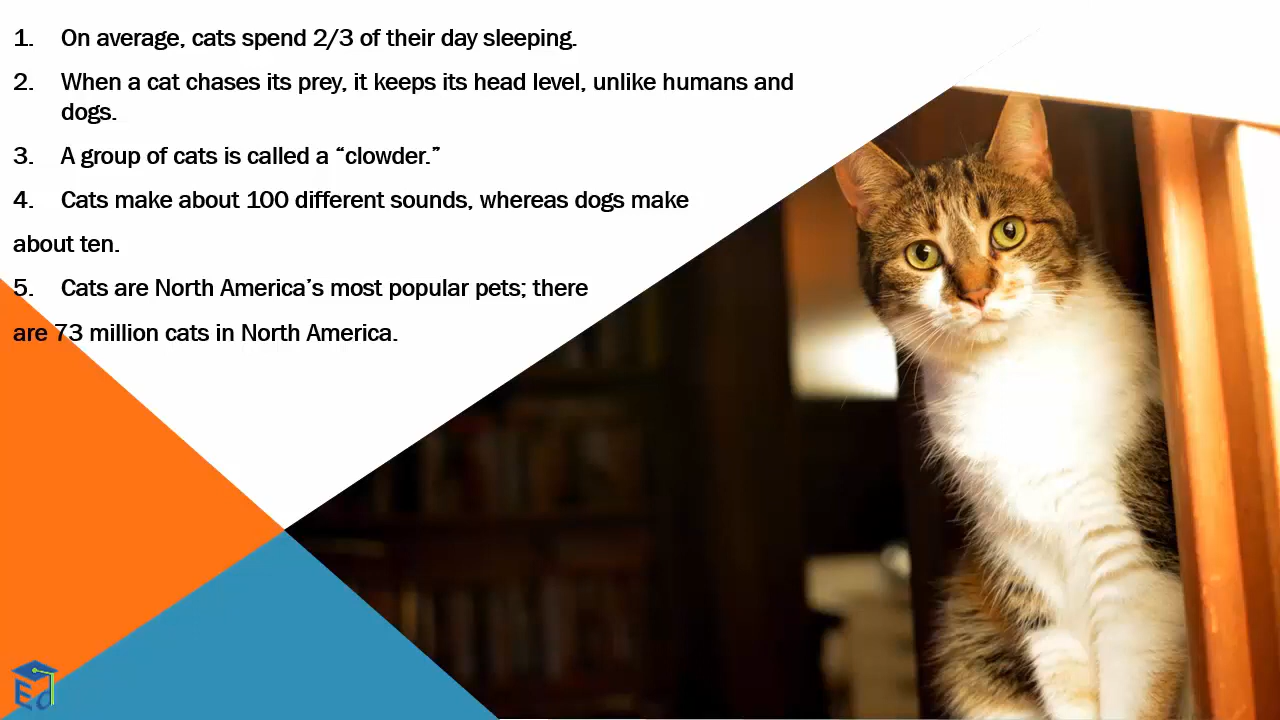 1. On average, cats spend 2/3 of their day sleeping.
2. When a cat chases its prey, it keeps its head level, unlike humans and
dogs.
3. A group of cats is called a “clowder.”
4. Cats make about 100 different sounds, whereas dogs make
about ten.
5. Cats are North America’s most popular pets; there
are 73 million cats in North America.
Ed